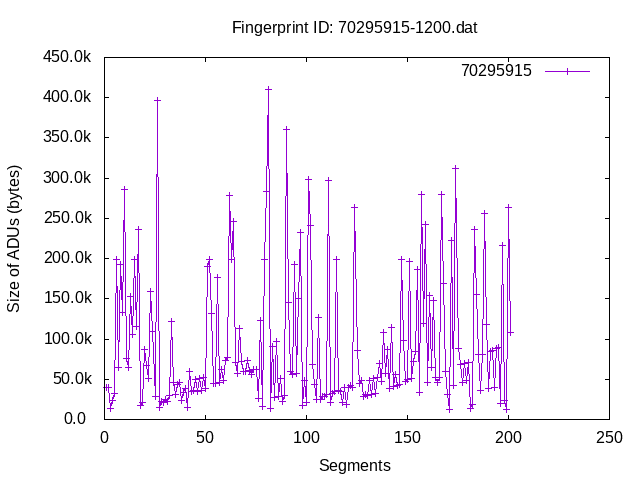 Fingerprint ID: 70295915-1200.dat
450.0k
400.0k
350.0k
300.0k
250.0k
200.0k
150.0k
100.0k
50.0k
0.0
Size of ADUs (bytes)
70295915
0 50 100 150 200 250
Segments